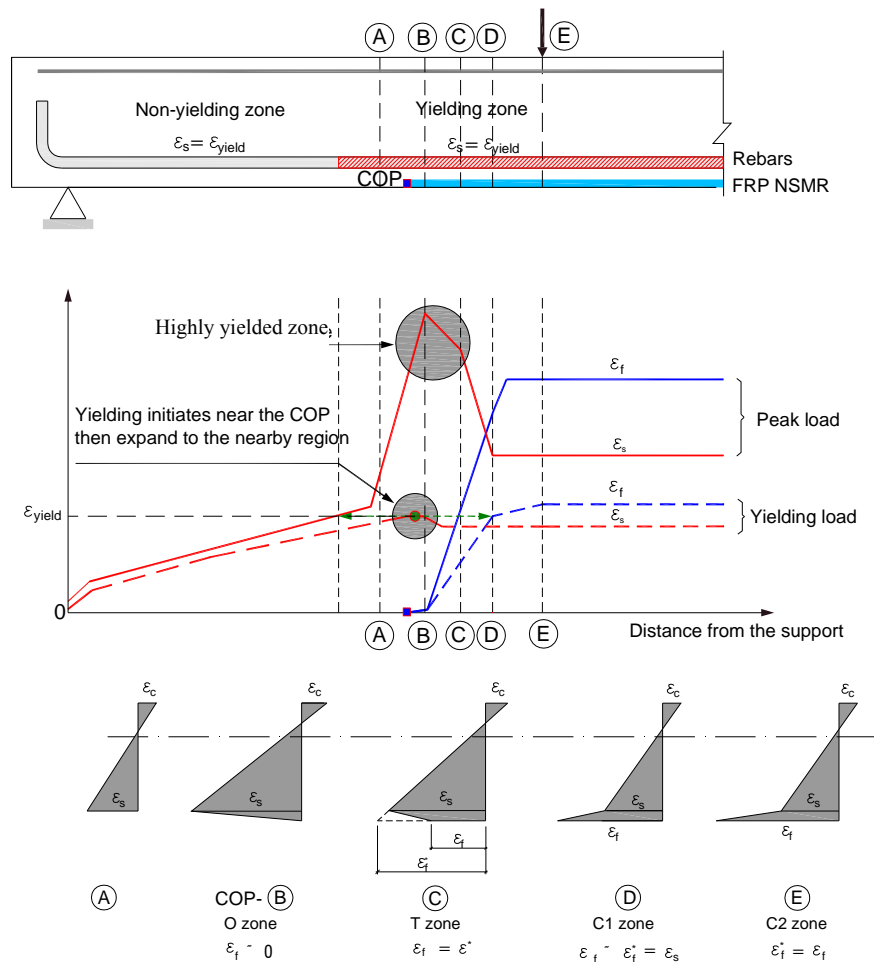 A B C D E
Non-yielding zone Yielding zone
εs = εyield εs = εyield
Rebars
COP
FRP NSMR
Highly yielded zone,
εf
Yielding initiates near the COP
then expand to the nearby region
Peak load
εs
εf
εyield
εs
Yielding load
0
A B C D E
Distance from the support
εc εc εc εc εc
εs εs εs εs εs
εf εf εf
εf*
A COP- B C D E
O zone T zone C1 zone C2 zone
εf - 0 εf = ε* εf - εf* = εs εf* = εf